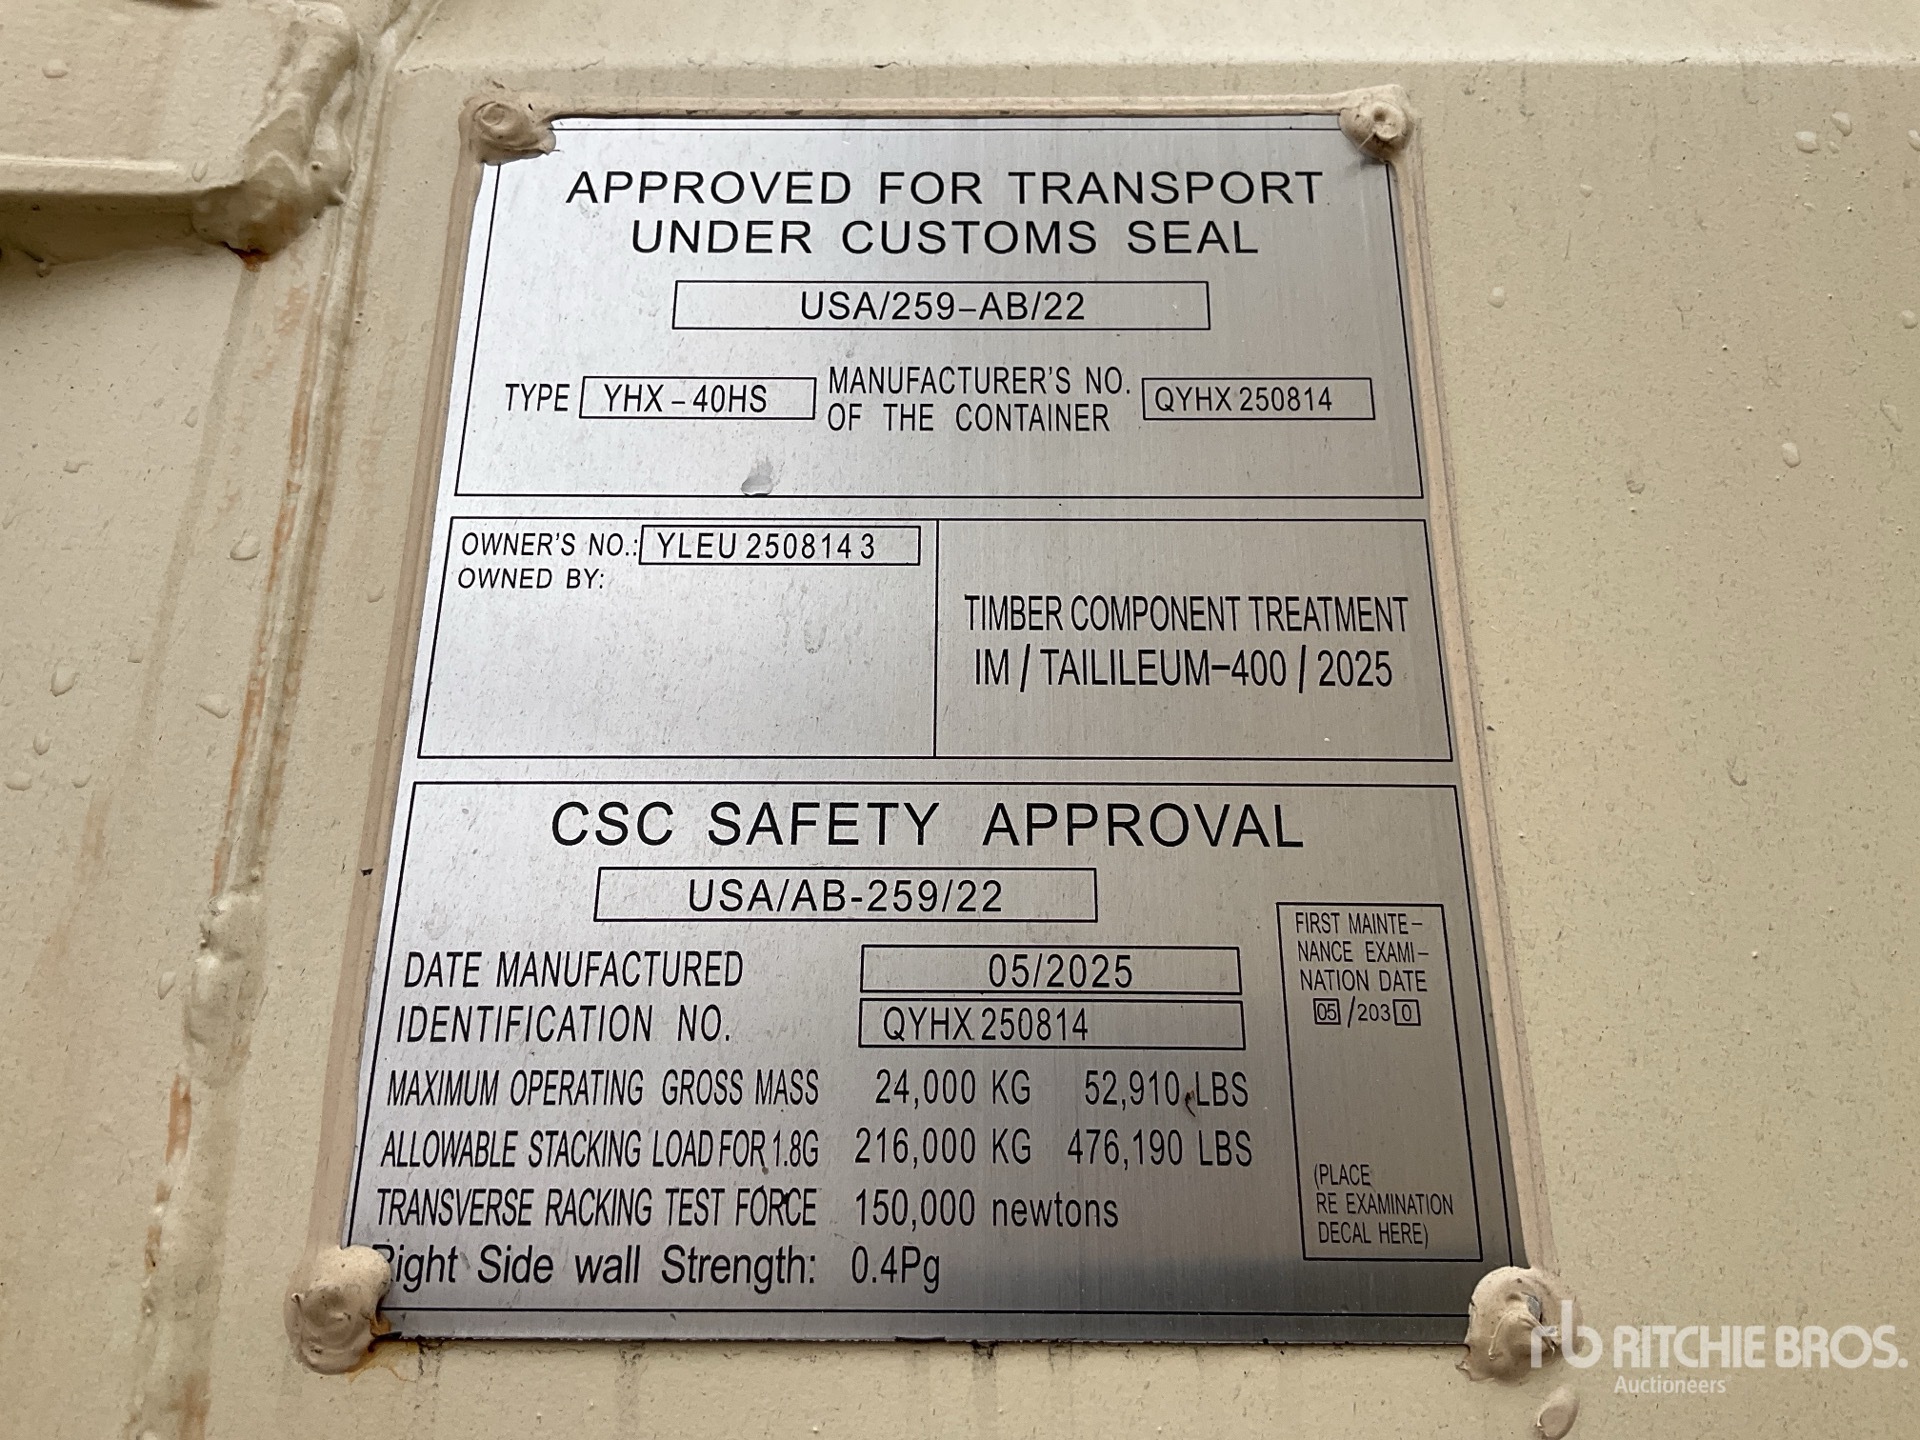 APPROVED FOR TRANSPORT
UNDER CUSTOMS SEAL
USA/259-AB/22
TYPE YHX-40HS MANUFACTURER'S NO. OF THE CONTAINER QYHX 250814
OWNER'S NO.: YLEU 250814 3
OWNED BY:
TIMBER COMPONENT TREATMENT
IM / TAILILEUM-400 / 2025
CSC SAFETY APPROVAL
USA/AB-259/22
DATE MANUFACTURED 05/2025
IDENTIFICATION NO. QYHX 250814
MAXIMUM OPERATING GROSS MASS 24,000 KG 52,910 LBS
ALLOWABLE STACKING LOAD FOR 1.8G 216,000 KG 476,190 LBS
TRANSVERSE RACKING TEST FORCE 150,000 newtons
Right Side wall Strength: 0.4Pg
FIRST MAINTE-
NANCE EXAMI-
NATION DATE
05/2030
(PLACE
RE EXAMINATION
DECAL HERE)
rb RITCHIE BROS.
Auctioneers